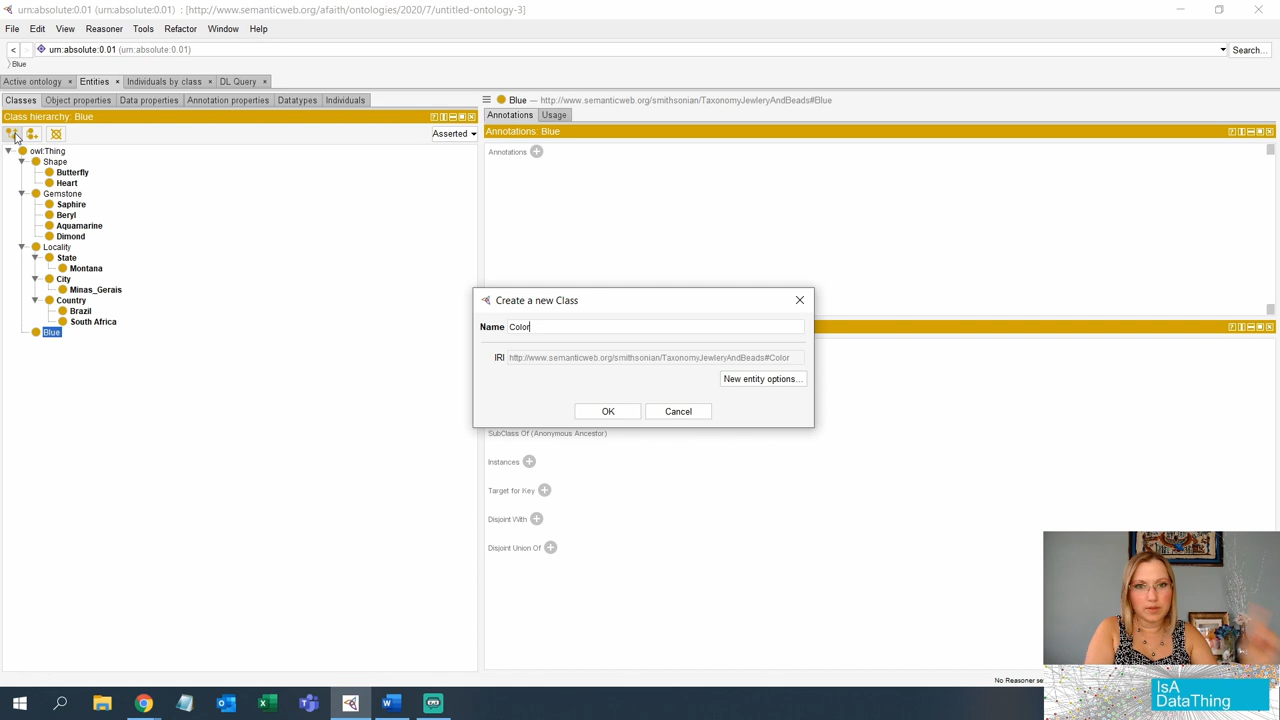 urn:absolute:0.01 (urn:absolute:0.01) : [http://www.semanticweb.org/afaith/ontologies/2020/7/untitled-ontology-3]
File Edit View Reasoner Tools Refactor Window Help
< > urn:absolute:0.01 (urn:absolute:0.01) Search...
Blue
Active ontology × Entities × Individuals by class × DL Query ×
Classes Object properties Data properties Annotation properties Datatypes Individuals
Class hierarchy: Blue
Asserted
owl:Thing
Shape
Butterfly
Heart
Gemstone
Saphire
Beryl
Aquamarine
Dimond
Locality
State
Montana
City
Minas_Gerais
Country
Brazil
South Africa
Blue
Blue — http://www.semanticweb.org/smithsonian/TaxonomyJewleryAndBeads#Blue
Annotations Usage
Annotations: Blue
Annotations
Create a new Class
Name Color
IRI http://www.semanticweb.org/smithsonian/TaxonomyJewleryAndBeads#Color
New entity options...
OK Cancel
SubClass Of (Anonymous Ancestor)
Instances
Target for Key
Disjoint With
Disjoint Union Of
No Reasoner se
IsA
DataThing